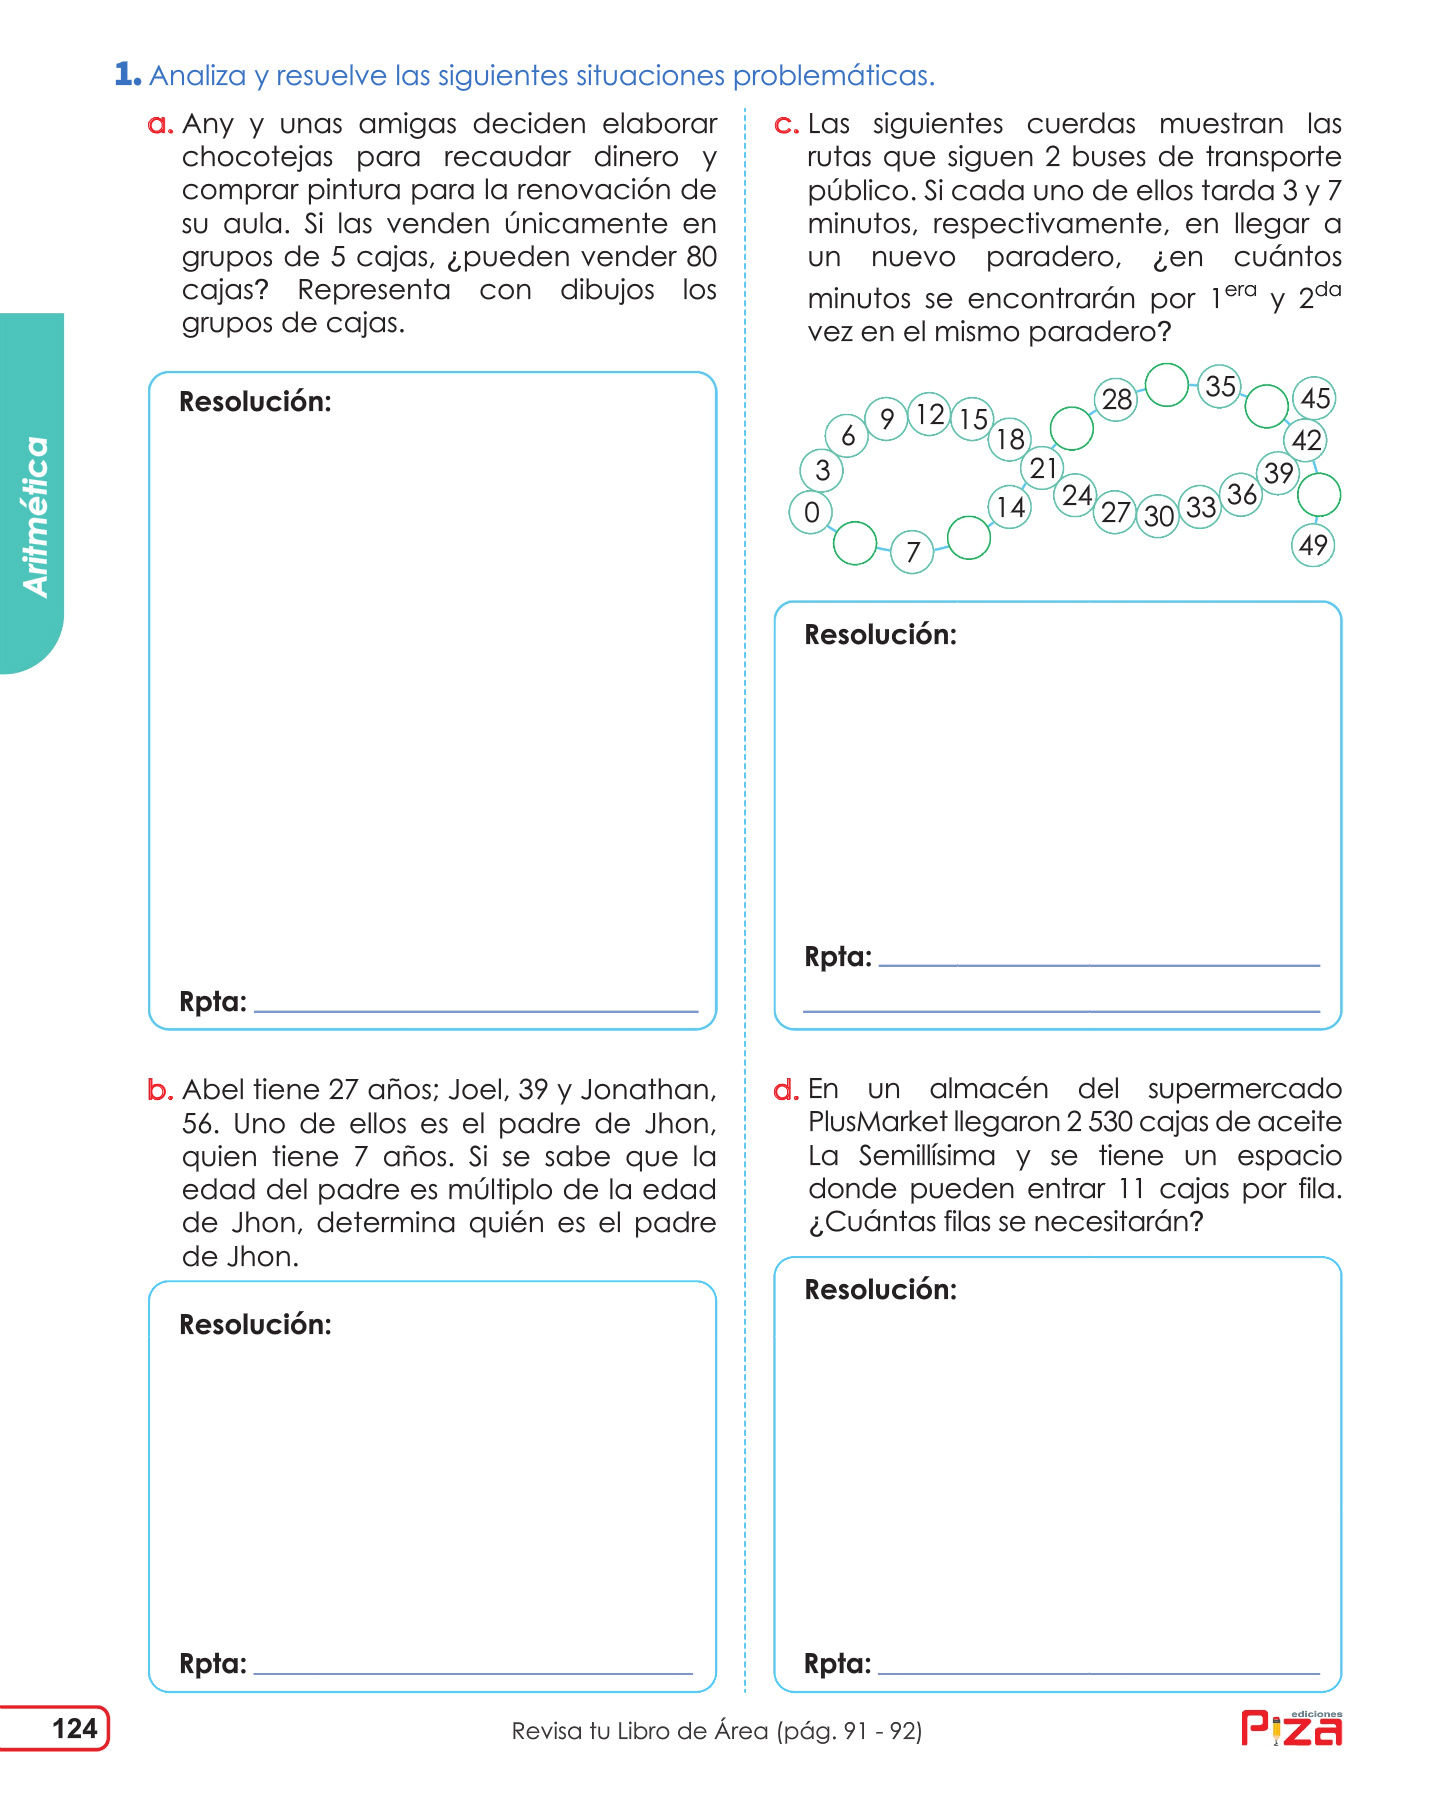 1. Analiza y resuelve las siguientes situaciones problemáticas.
a. Any y unas amigas deciden elaborar
chocotejas para recaudar dinero y
comprar pintura para la renovación de
su aula. Si las venden únicamente en
grupos de 5 cajas, ¿pueden vender 80
cajas? Representa con dibujos los
grupos de cajas.
Resolución:
Rpta:
b. Abel tiene 27 años; Joel, 39 y Jonathan,
56. Uno de ellos es el padre de Jhon,
quien tiene 7 años. Si se sabe que la
edad del padre es múltiplo de la edad
de Jhon, determina quién es el padre
de Jhon.
Resolución:
Rpta:
c. Las siguientes cuerdas muestran las
rutas que siguen 2 buses de transporte
público. Si cada uno de ellos tarda 3 y 7
minutos, respectivamente, en llegar a
un nuevo paradero, ¿en cuántos
minutos se encontrarán por 1era y 2da
vez en el mismo paradero?
0 3 6 9 12 15 18 21 24 27 30 33 36 39 42 45
7 14 28 35 49
Resolución:
Rpta:
d. En un almacén del supermercado
PlusMarket llegaron 2 530 cajas de aceite
La Semillísima y se tiene un espacio
donde pueden entrar 11 cajas por fila.
¿Cuántas filas se necesitarán?
Resolución:
Rpta:
Aritmética
124
Revisa tu Libro de Área (pág. 91 - 92)
ediciones
Piza